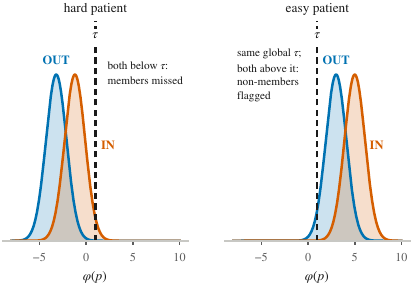 hard patient
τ
OUT
both below τ:
members missed
IN
−5 0 5 10
φ(p)
easy patient
τ
same global τ;
both above it:
non-members
flagged
OUT
IN
−5 0 5 10
φ(p)